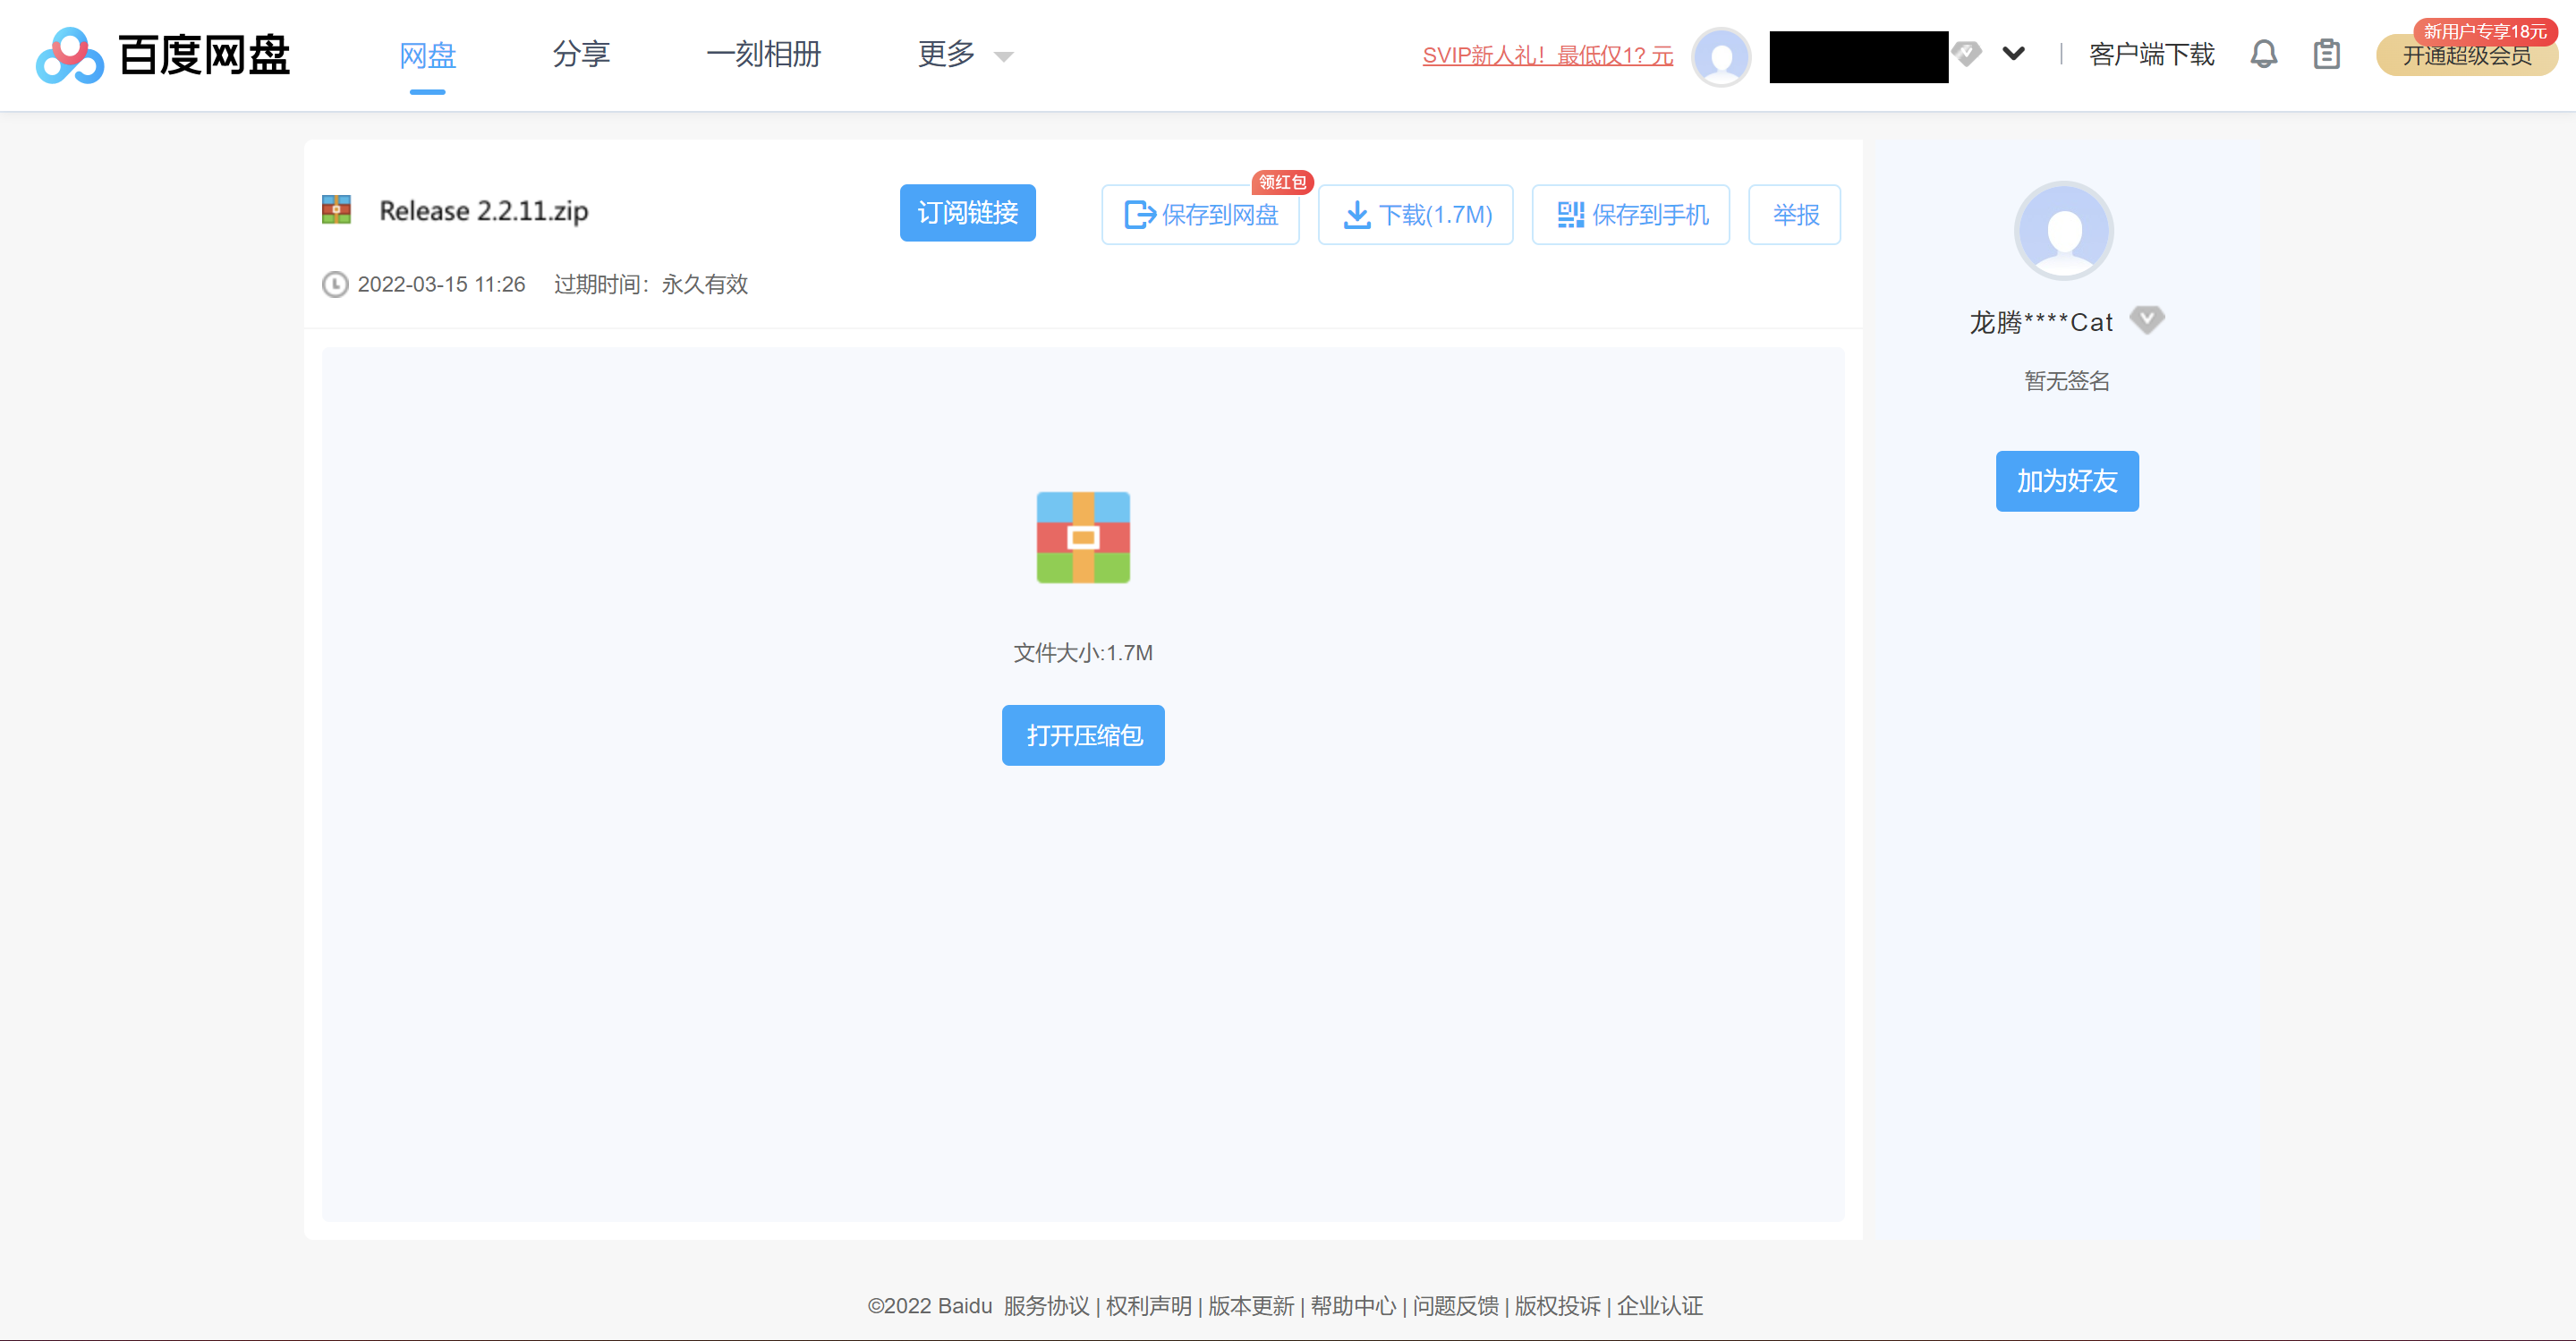 百度网盘
网盘
分享
一刻相册
更多
SVIP新人礼！最低仅1? 元
客户端下载
新用户专享18元
开通超级会员
Release 2.2.11.zip
订阅链接
领红包
保存到网盘
下载(1.7M)
保存到手机
举报
2022-03-15 11:26 过期时间：永久有效
龙腾****Cat
暂无签名
加为好友
文件大小:1.7M
打开压缩包
©2022 Baidu 服务协议 | 权利声明 | 版本更新 | 帮助中心 | 问题反馈 | 版权投诉 | 企业认证